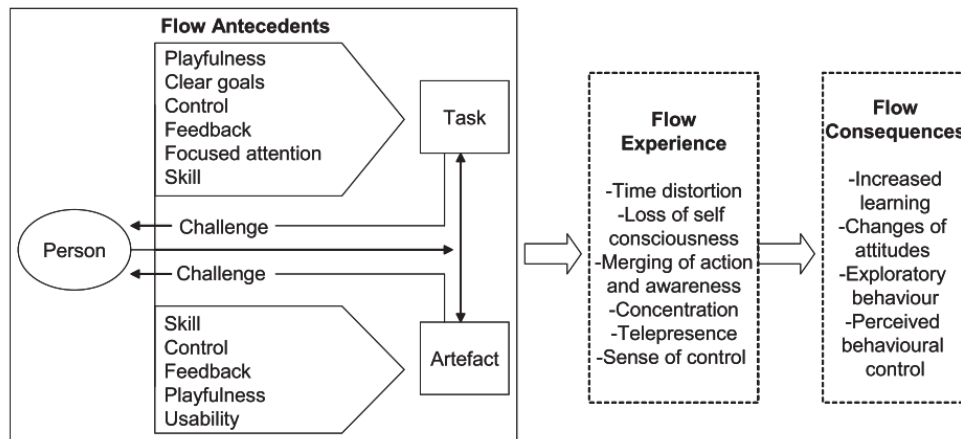 Flow Antecedents
Playfulness
Clear goals
Control
Feedback
Focused attention
Skill
Task
Challenge
Person
Challenge
Skill
Control
Feedback
Playfulness
Usability
Artefact
Flow
Experience
-Time distortion
-Loss of self
consciousness
-Merging of action
and awareness
-Concentration
-Telepresence
-Sense of control
Flow
Consequences
-Increased
learning
-Changes of
attitudes
-Exploratory
behaviour
-Perceived
behavioural
control